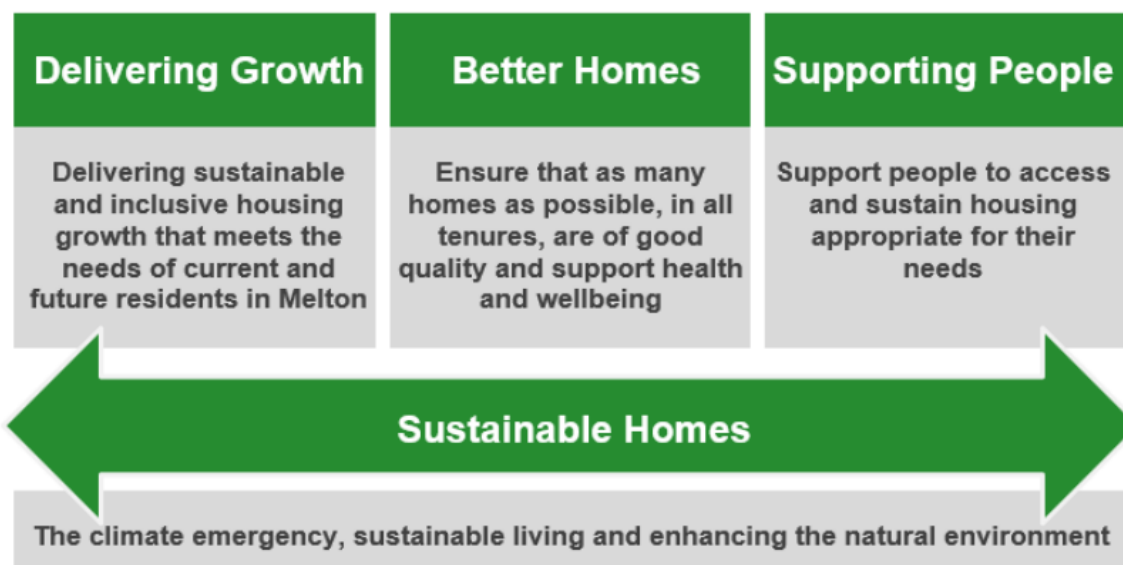 Delivering Growth
Delivering sustainable
and inclusive housing
growth that meets the
needs of current and
future residents in Melton
Better Homes
Ensure that as many
homes as possible, in all
tenures, are of good
quality and support health
and wellbeing
Supporting People
Support people to access
and sustain housing
appropriate for their
needs
Sustainable Homes
The climate emergency, sustainable living and enhancing the natural environment